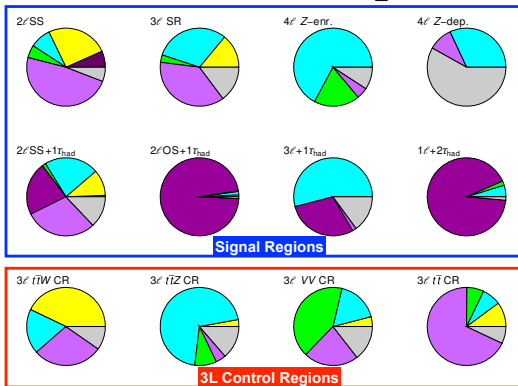 2ℓSS 3ℓ SR 4ℓ Z−enr. 4ℓ Z−dep.
2ℓSS+1τhad 2ℓOS+1τhad 3ℓ+1τhad 1ℓ+2τhad
Signal Regions
3ℓ tt̄W CR 3ℓ tt̄Z CR 3ℓ VV CR 3ℓ tt̄ CR
3L Control Regions